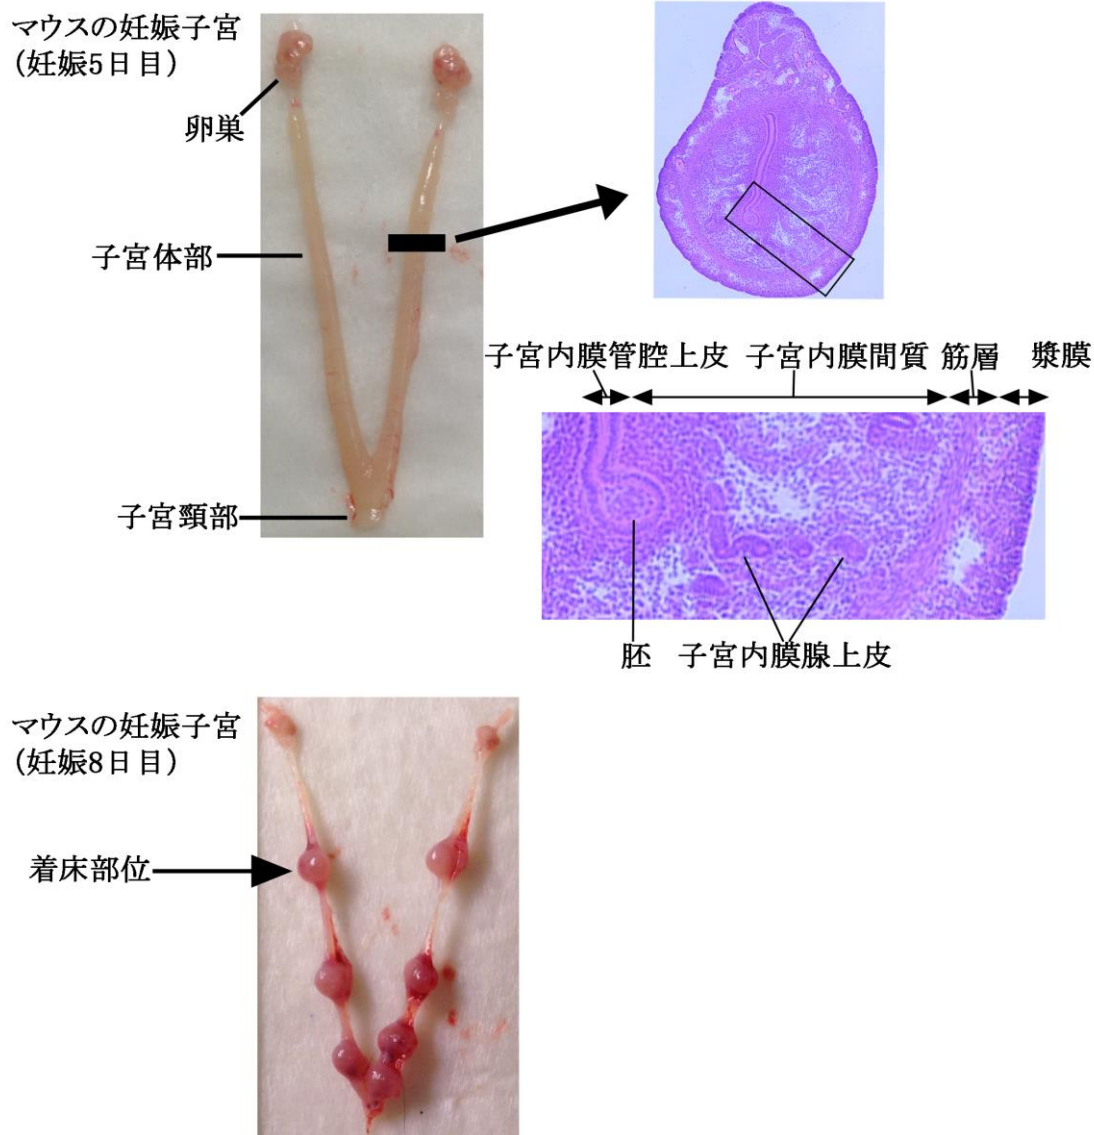 マウスの妊娠子宮
(妊娠5日目)
卵巣
子宮体部
子宮頸部
子宮内膜管腔上皮 子宮内膜間質 筋層 漿膜
胚 子宮内膜腺上皮
マウスの妊娠子宮
(妊娠8日目)
着床部位